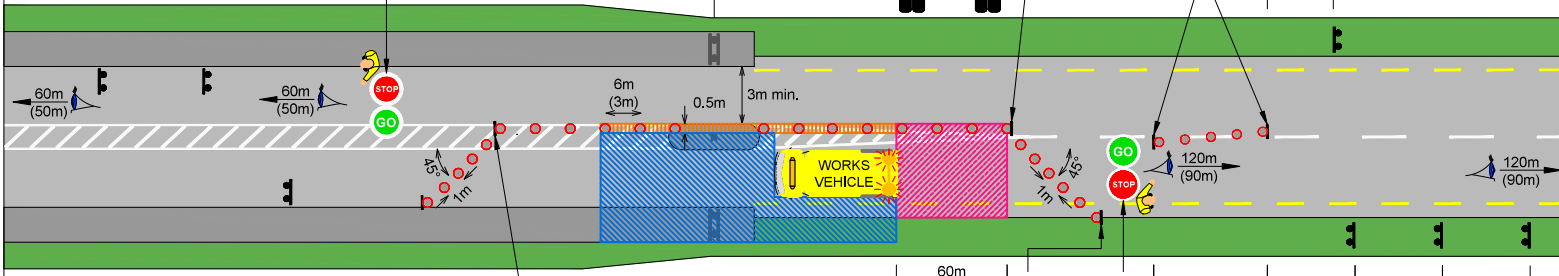 60m
(50m)
60m
(50m)
STOP
GO
6m
(3m)
0.5m
3m min.
45°
1m
WORKS
VEHICLE
45°
1m
GO
STOP
120m
(90m)
120m
(90m)
60m